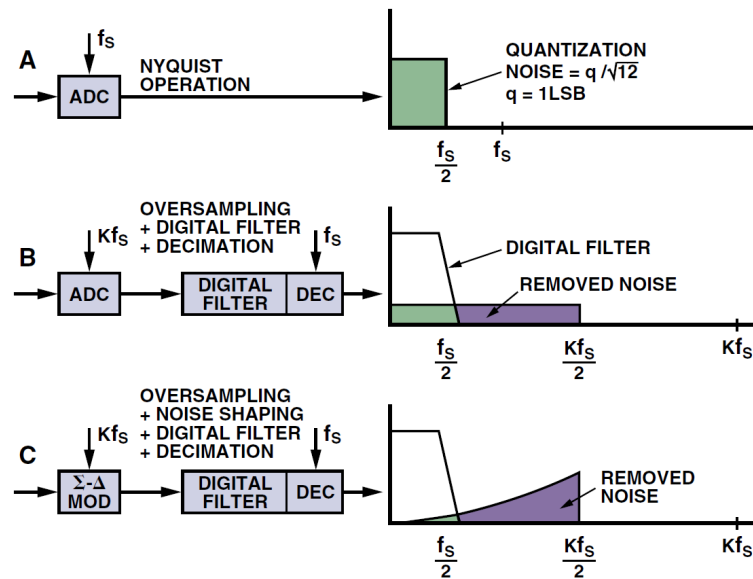 A
fS
ADC
NYQUIST
OPERATION
QUANTIZATION
NOISE = q /√12
q = 1LSB
fS
2
fS
B
KfS
OVERSAMPLING
+ DIGITAL FILTER
+ DECIMATION
fS
ADC
DIGITAL
FILTER
DEC
DIGITAL FILTER
REMOVED NOISE
fS
2
KfS
2
KfS
C
KfS
OVERSAMPLING
+ NOISE SHAPING
+ DIGITAL FILTER
+ DECIMATION
fS
Σ-Δ
MOD
DIGITAL
FILTER
DEC
REMOVED
NOISE
fS
2
KfS
2
KfS